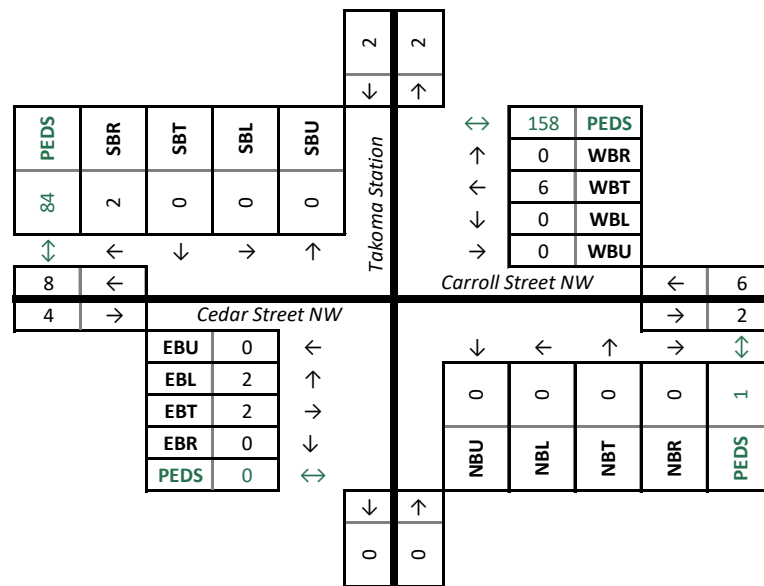 2 2
↓ ↑
PEDS SBR SBT SBL SBU
84 2 0 0 0
↕ ← ↓ → ↑
Takoma Station
↔ 158 PEDS
↑ 0 WBR
← 6 WBT
↓ 0 WBL
→ 0 WBU
8 ←
4 →
Cedar Street NW
Carroll Street NW
← 6
→ 2
EBU 0 ←
EBL 2 ↑
EBT 2 →
EBR 0 ↓
PEDS 0 ↔
↓ ← ↑ → ↕
0 0 0 0 1
NBU NBL NBT NBR PEDS
↓ ↑
0 0